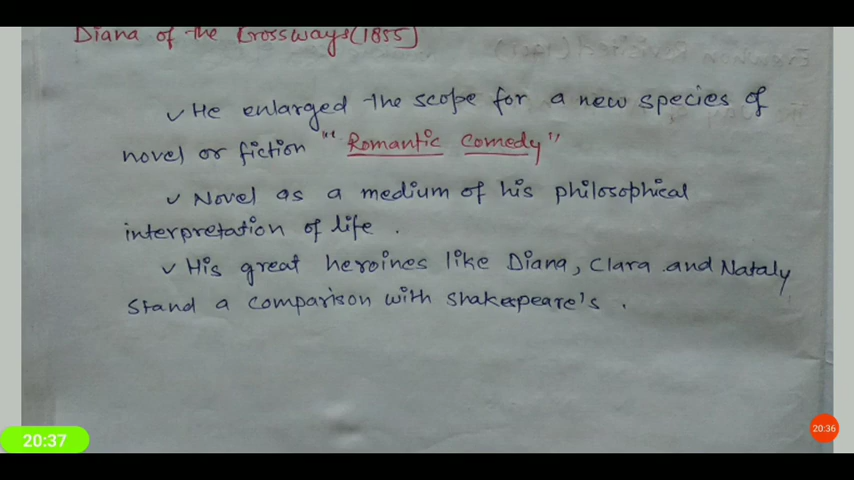 Diana of the Crossways(1855)
✓ He enlarged the scope for a new species of
novel or fiction "Romantic Comedy"
✓ Novel as a medium of his philosophical
interpretation of life.
✓ His great heroines like Diana, Clara and Nataly
stand a comparison with Shakespeare's.
20:37
20:36